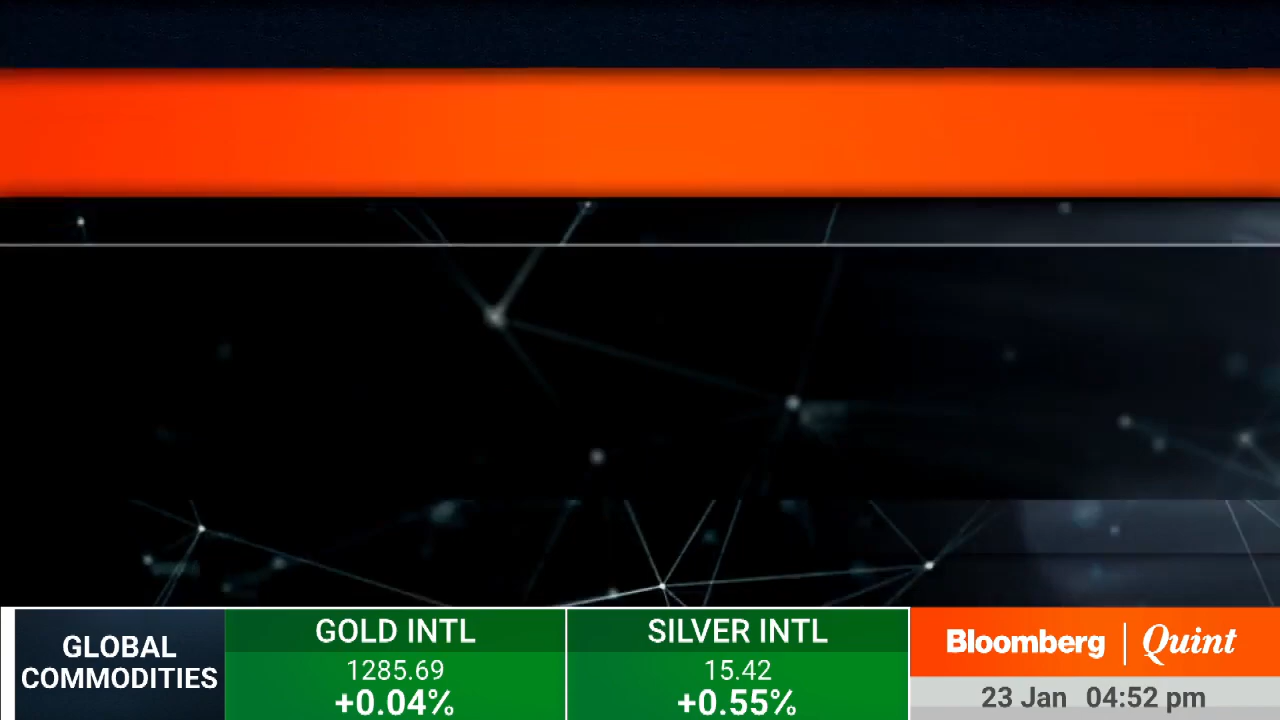 GLOBAL
COMMODITIES
GOLD INTL
1285.69
+0.04%
SILVER INTL
15.42
+0.55%
Bloomberg | Quint
23 Jan 04:52 pm